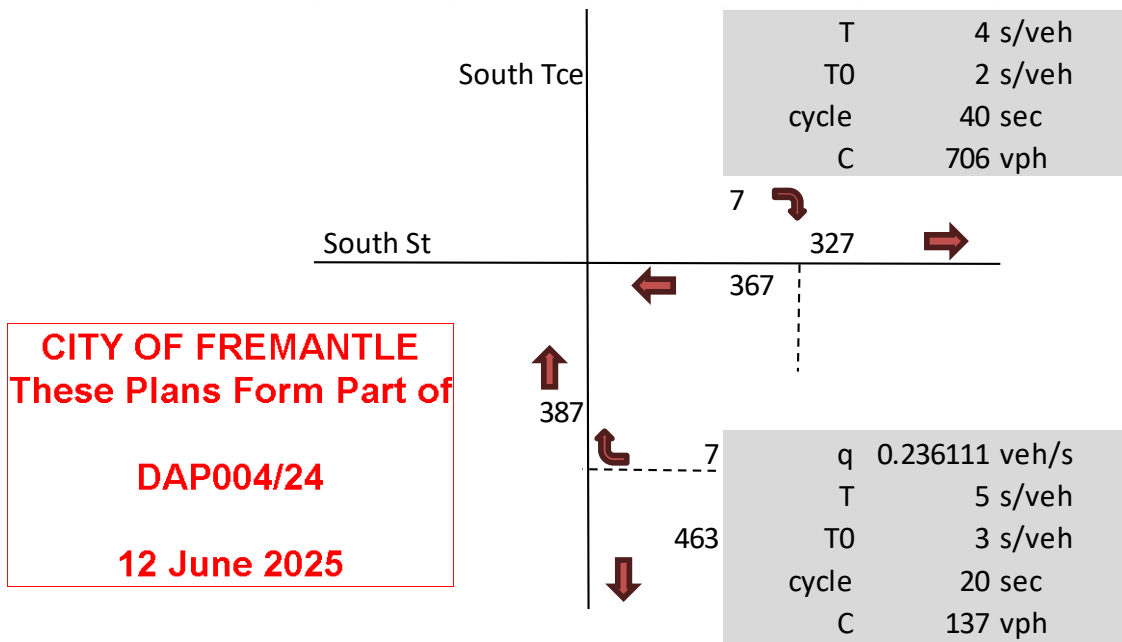 T 4 s/veh
South Tce
T0 2 s/veh
cycle 40 sec
C 706 vph
7
South St
327
367
CITY OF FREMANTLE
These Plans Form Part of
DAP004/24
12 June 2025
387
7
q 0.236111 veh/s
T 5 s/veh
463
T0 3 s/veh
cycle 20 sec
C 137 vph